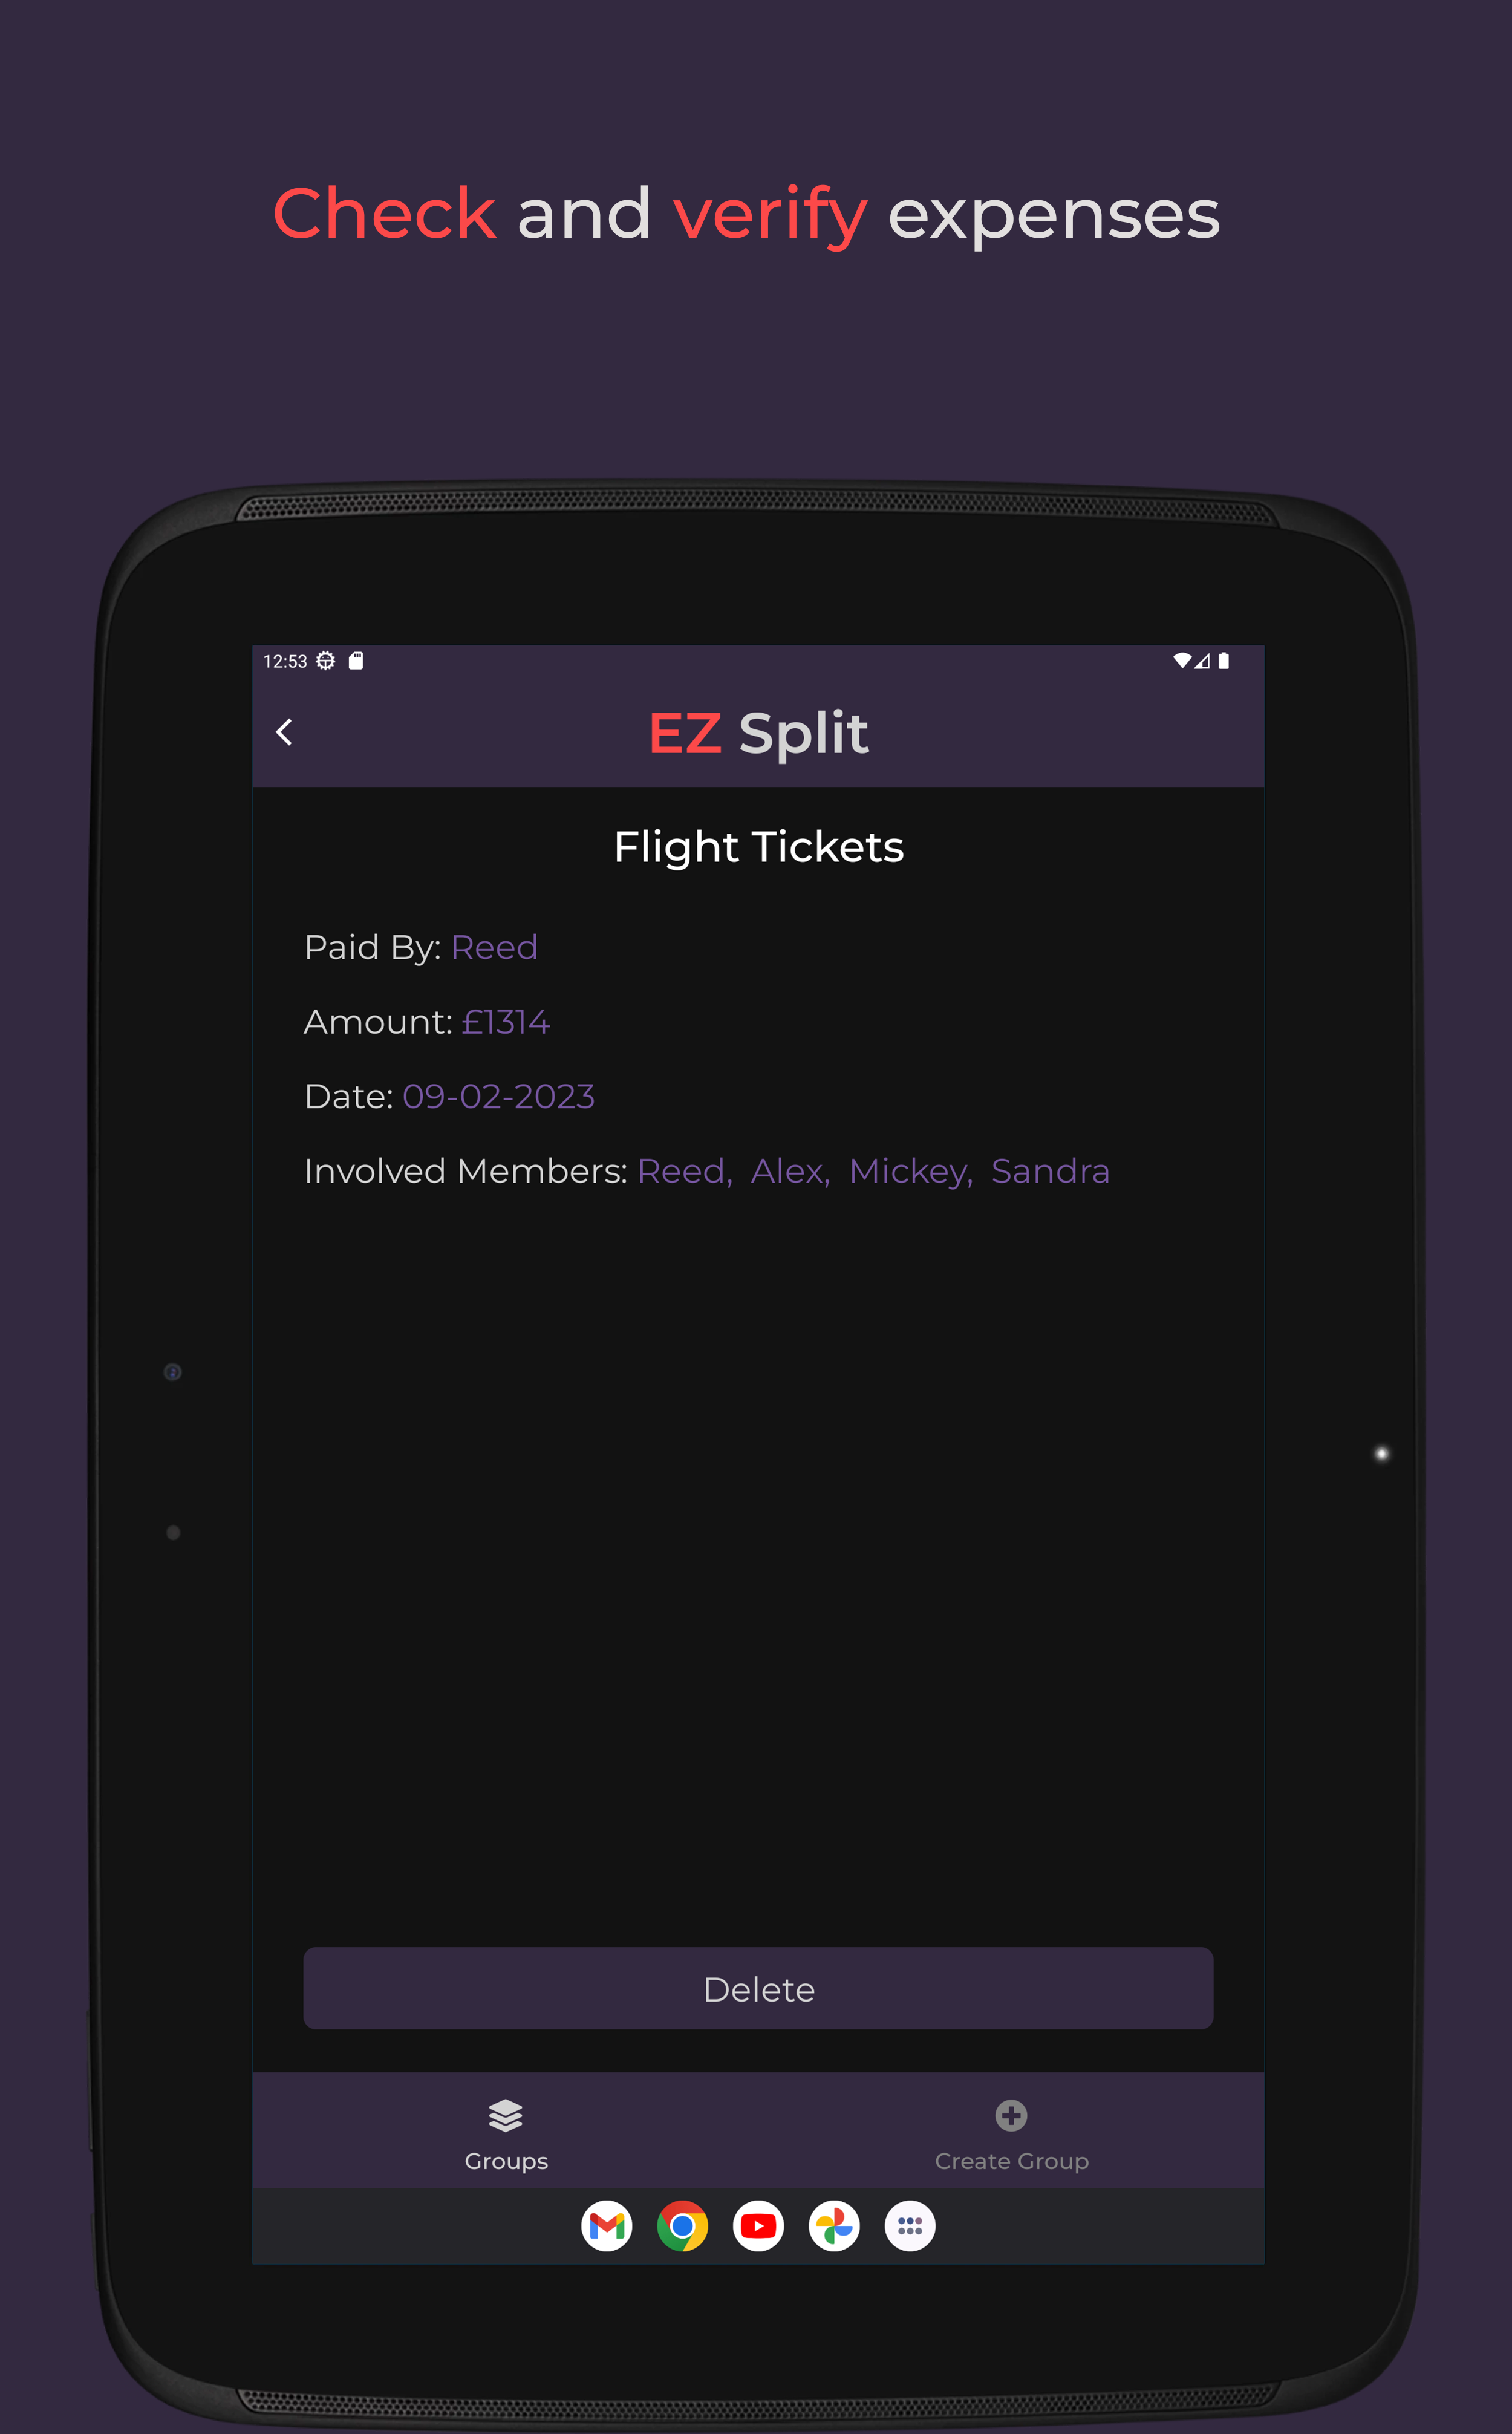 Check and verify expenses
12:53
EZ Split
Flight Tickets
Paid By: Reed
Amount: £1314
Date: 09-02-2023
Involved Members: Reed, Alex, Mickey, Sandra
Delete
Groups
Create Group